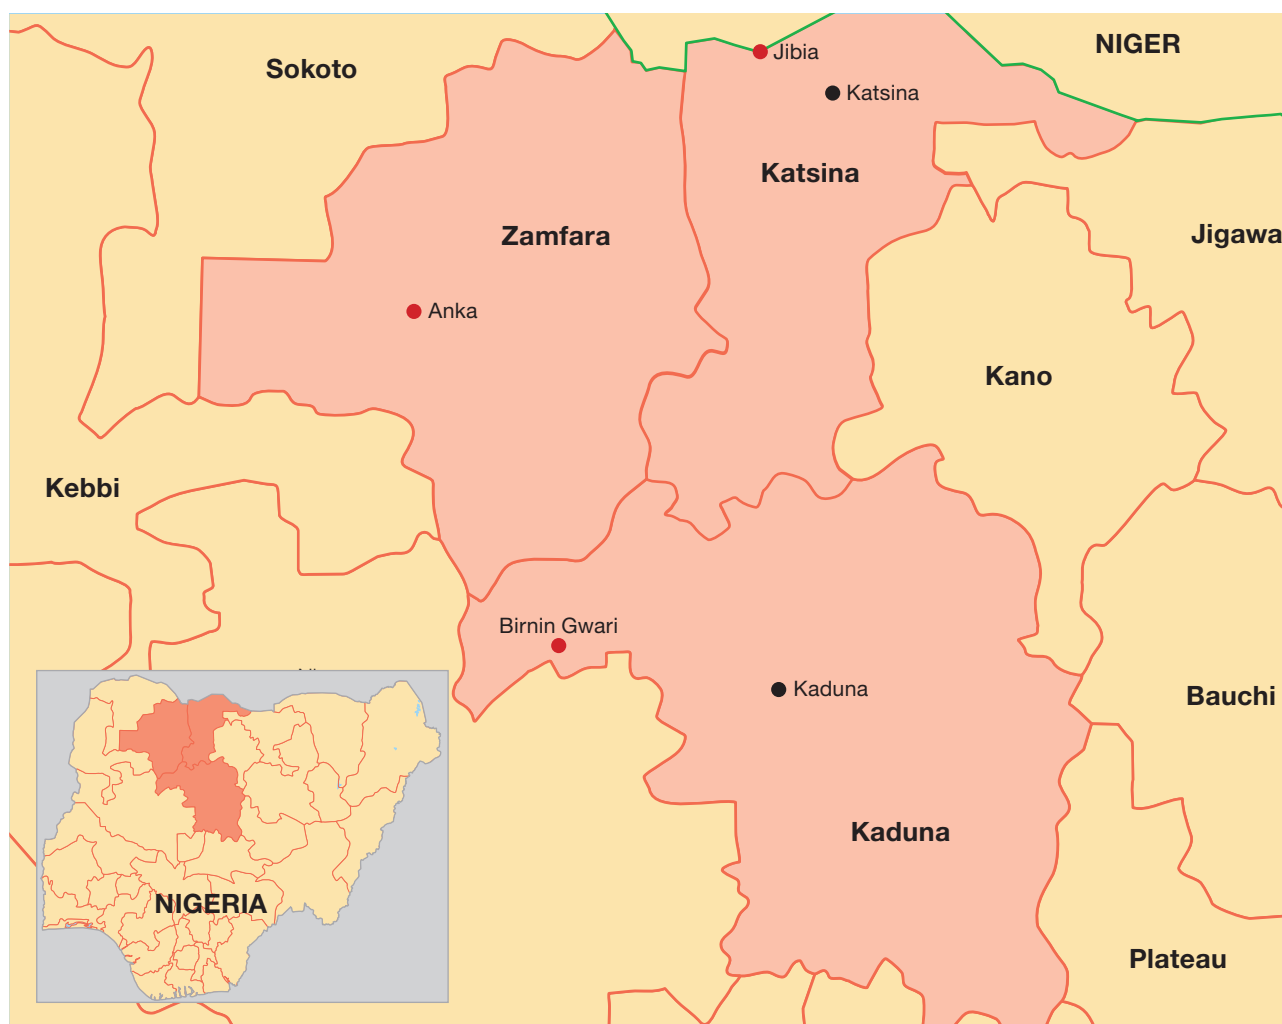 NIGER
Sokoto
Jibia
Katsina
Katsina
Zamfara
Jigawa
Anka
Kano
Kebbi
Birnin Gwari
Kaduna
Bauchi
Kaduna
NIGERIA
Plateau